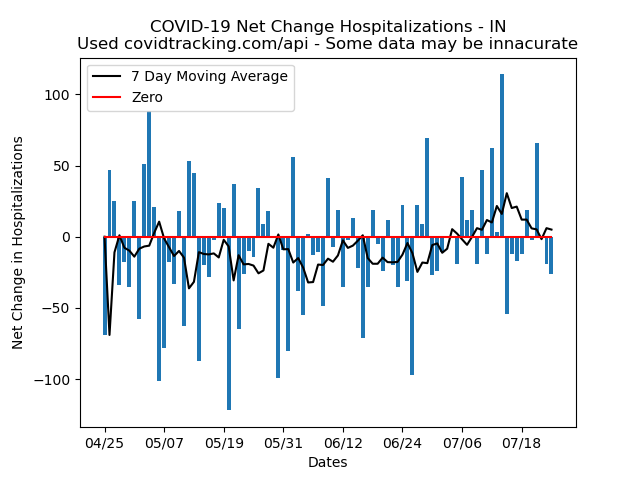 COVID-19 Net Change Hospitalizations - IN
Used covidtracking.com/api - Some data may be innacurate
7 Day Moving Average
Zero
Net Change in Hospitalizations
100
50
0
−50
−100
04/25 05/07 05/19 05/31 06/12 06/24 07/06 07/18
Dates